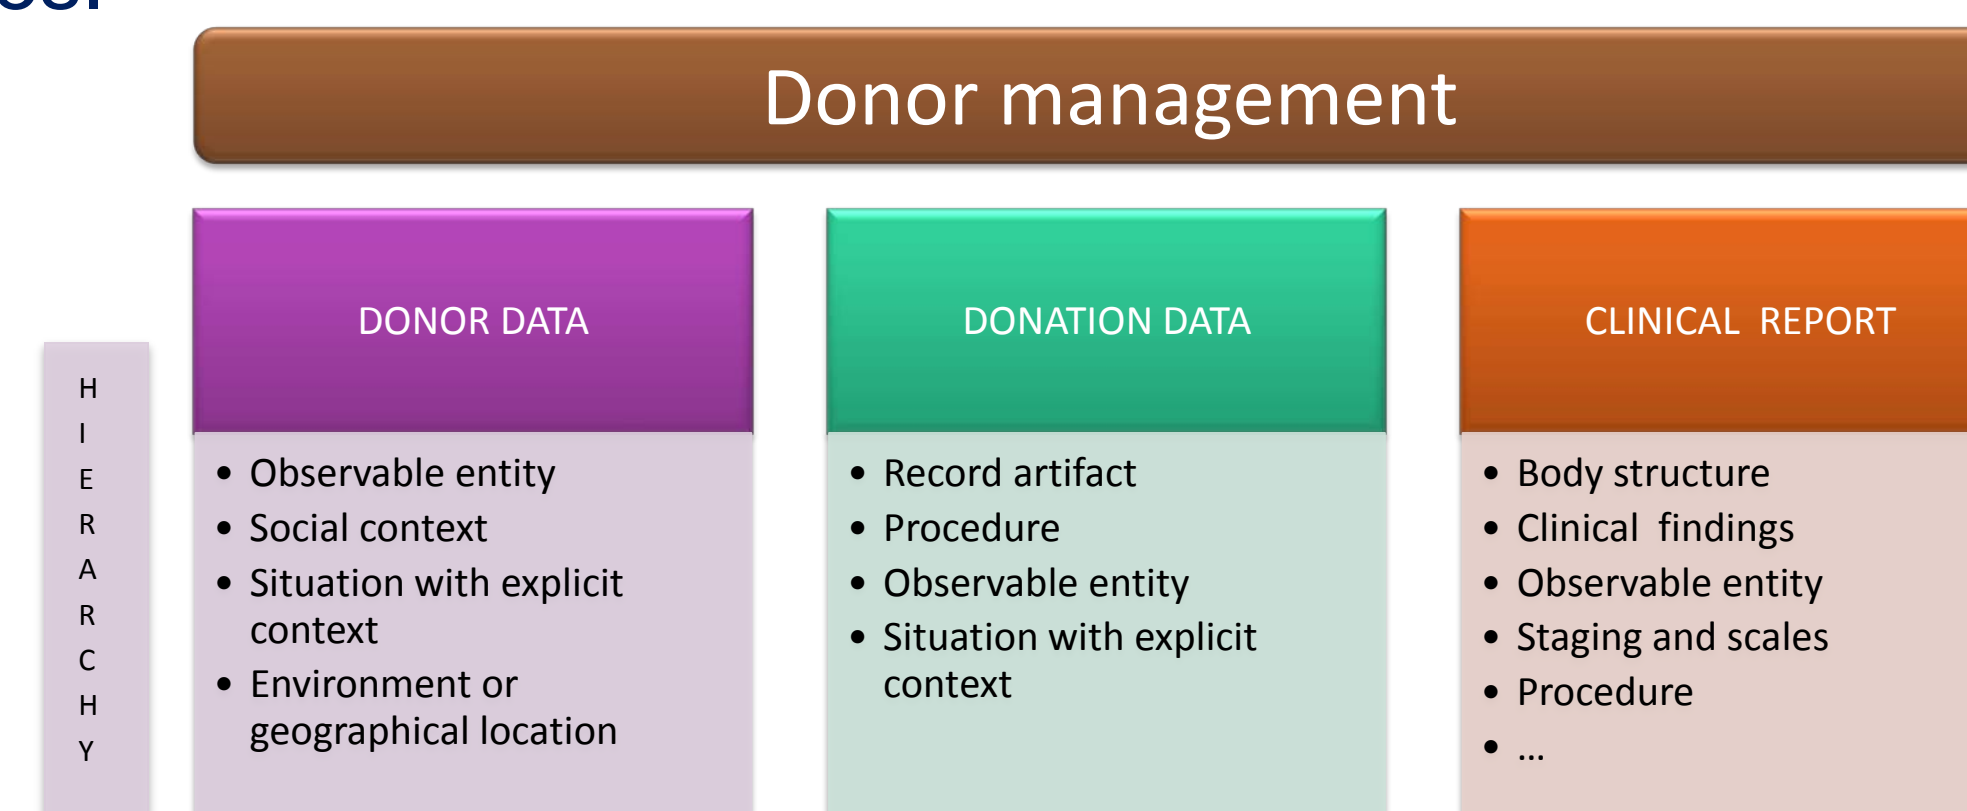 Donor management
DONOR DATA
DONATION DATA
CLINICAL  REPORT
H
I
E
R
A
R
C
H
Y
• Observable entity
• Social context
• Situation with explicit
context
• Environment or
geographical location
• Record artifact
• Procedure
• Observable entity
• Situation with explicit
context
• Body structure
• Clinical  findings
• Observable entity
• Staging and scales
• Procedure
• ...